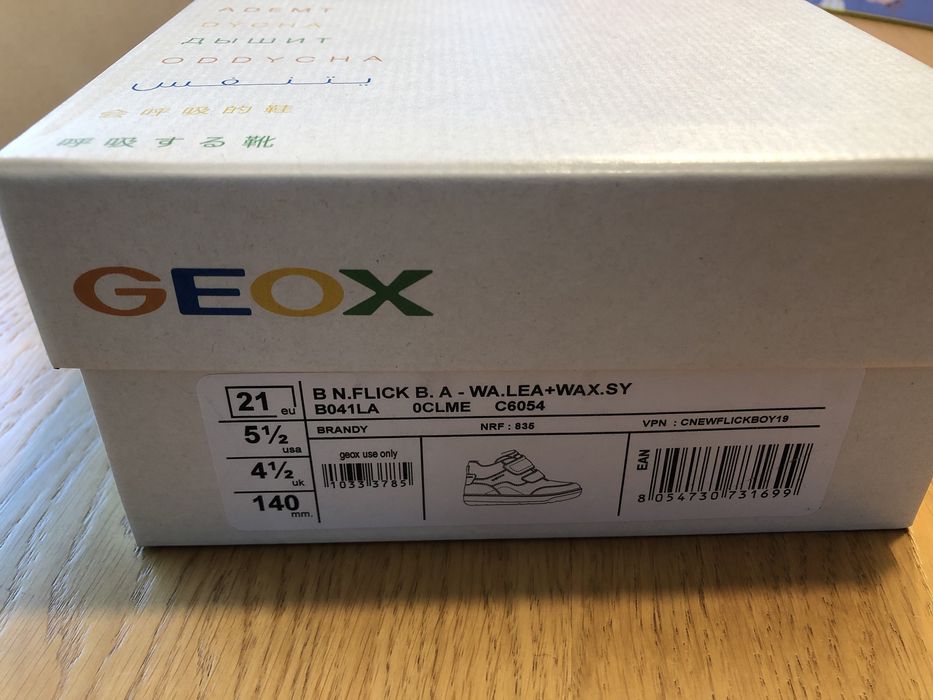 ADEMT
DYCHA
ДЫШИТ
ODDYCHA
يتنفس
会呼吸的鞋
呼吸する靴
GEOX
21 eu
B N.FLICK B. A - WA.LEA+WAX.SY
B041LA 0CLME C6054
5½ usa
BRANDY NRF : 835 VPN : CNEWFLICKBOY19
4½ uk
geox use only
10333785
EAN
8 054730 731699
140 mm.